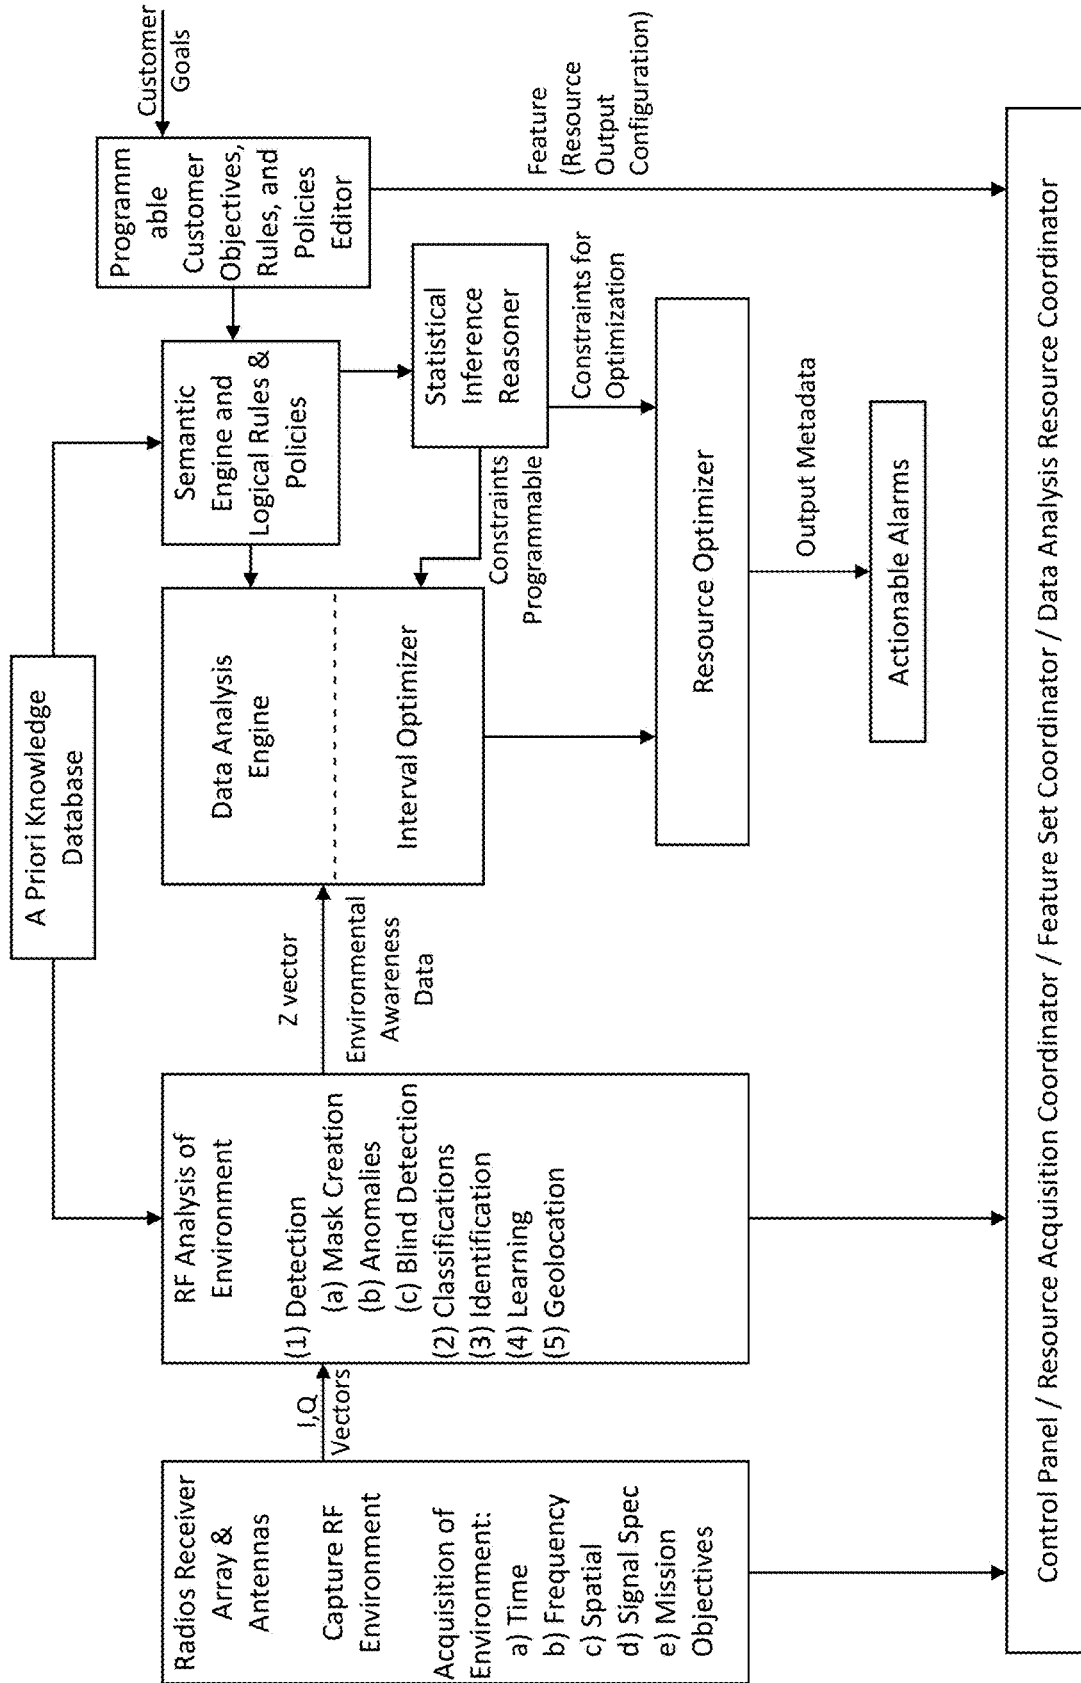 A Priori Knowledge
Database
Radios Receiver
Array &
Antennas
Capture RF
Environment
Acquisition of
Environment:
a) Time
b) Frequency
c) Spatial
d) Signal Spec
e) Mission
Objectives
I,Q
Vectors
RF Analysis of
Environment
(1) Detection
(a) Mask Creation
(b) Anomalies
(c) Blind Detection
(2) Classifications
(3) Identification
(4) Learning
(5) Geolocation
Z vector
Environmental
Awareness
Data
Data Analysis
Engine
Interval Optimizer
Semantic
Engine and
Logical Rules &
Policies
Programm
able
Customer
Objectives,
Rules, and
Policies
Editor
Customer
Goals
Statistical
Inference
Reasoner
Constraints
Programmable
Constraints for
Optimization
Feature
(Resource
Output
Configuration)
Resource Optimizer
Output Metadata
Actionable Alarms
Control Panel / Resource Acquisition Coordinator / Feature Set Coordinator / Data Analysis Resource Coordinator